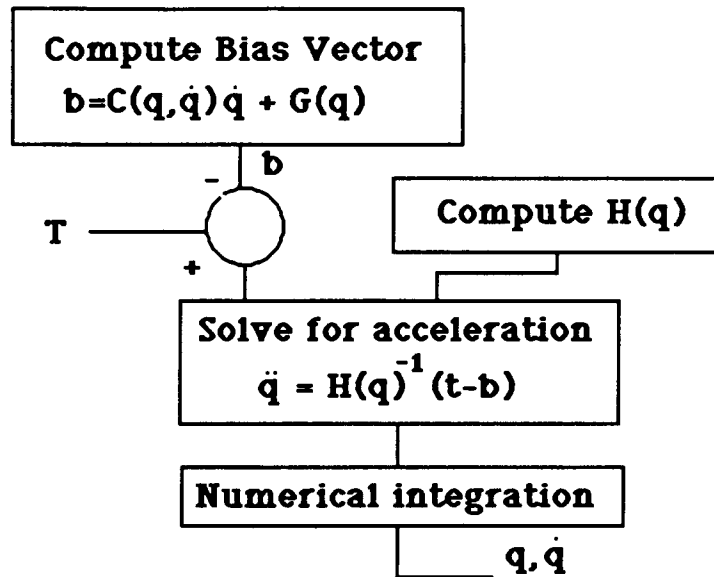 Compute Bias Vector
b=C(q,q̇)q̇ + G(q)
b
-
T
+
Compute H(q)
Solve for acceleration
q̈ = H(q)⁻¹(t-b)
Numerical integration
q,q̇